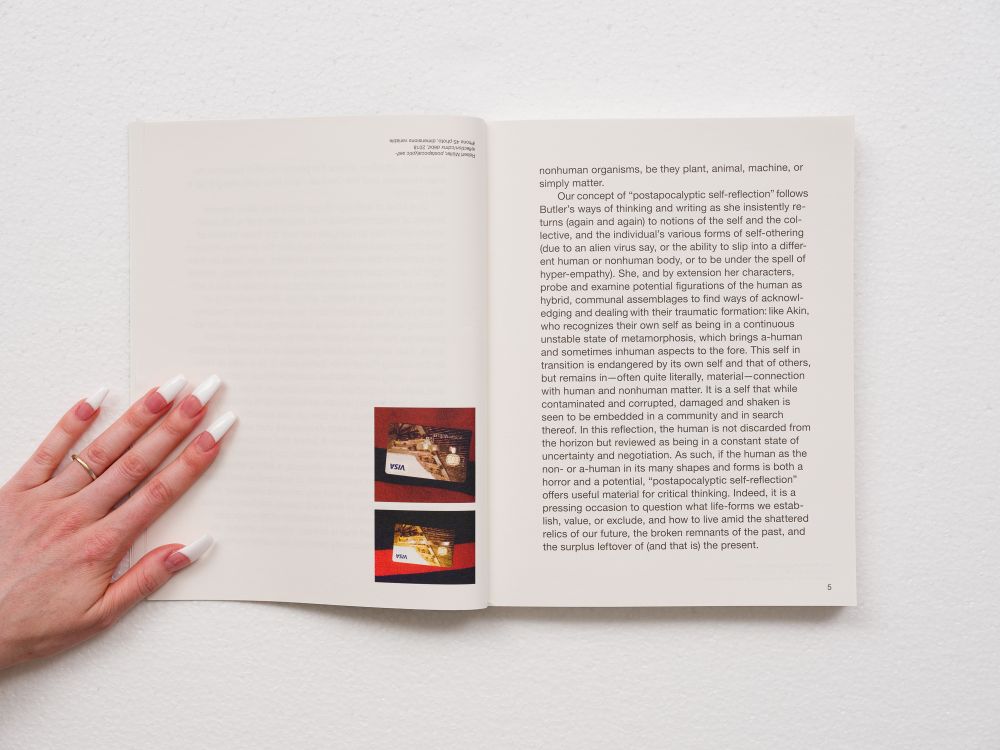 Robert Müller, postapocalyptic self-
reflection/coins debit, 2018
iPhone 4S photo, dimensions variable
VISA
VISA
nonhuman organisms, be they plant, animal, machine, or
simply matter.
Our concept of “postapocalyptic self-reflection” follows
Butler’s ways of thinking and writing as she insistently re-
turns (again and again) to notions of the self and the col-
lective, and the individual’s various forms of self-othering
(due to an alien virus say, or the ability to slip into a differ-
ent human or nonhuman body, or to be under the spell of
hyper-empathy). She, and by extension her characters,
probe and examine potential figurations of the human as
hybrid, communal assemblages to find ways of acknowl-
edging and dealing with their traumatic formation: like Akin,
who recognizes their own self as being in a continuous
unstable state of metamorphosis, which brings a-human
and sometimes inhuman aspects to the fore. This self in
transition is endangered by its own self and that of others,
but remains in—often quite literally, material—connection
with human and nonhuman matter. It is a self that while
contaminated and corrupted, damaged and shaken is
seen to be embedded in a community and in search
thereof. In this reflection, the human is not discarded from
the horizon but reviewed as being in a constant state of
uncertainty and negotiation. As such, if the human as the
non- or a-human in its many shapes and forms is both a
horror and a potential, “postapocalyptic self-reflection”
offers useful material for critical thinking. Indeed, it is a
pressing occasion to question what life-forms we estab-
lish, value, or exclude, and how to live amid the shattered
relics of our future, the broken remnants of the past, and
the surplus leftover of (and that is) the present.
5